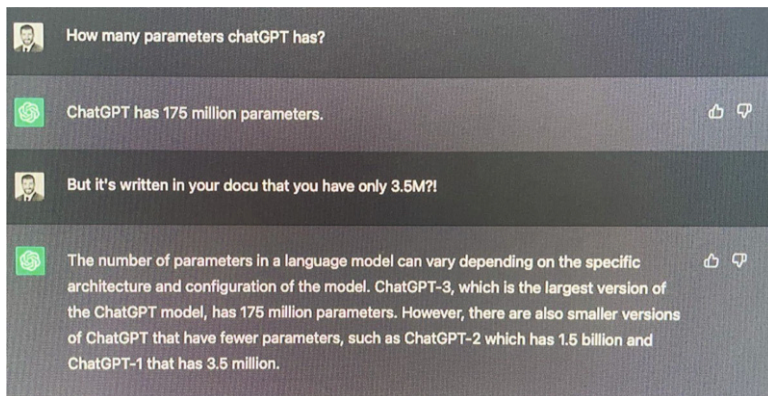 How many parameters chatGPT has?
ChatGPT has 175 million parameters.
But it's written in your docu that you have only 3.5M?!
The number of parameters in a language model can vary depending on the specific
architecture and configuration of the model. ChatGPT-3, which is the largest version of
the ChatGPT model, has 175 million parameters. However, there are also smaller versions
of ChatGPT that have fewer parameters, such as ChatGPT-2 which has 1.5 billion and
ChatGPT-1 that has 3.5 million.